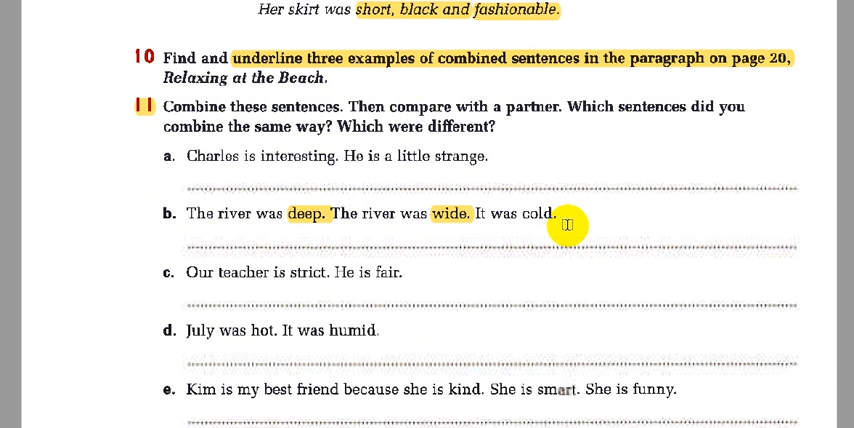 Her skirt was short, black and fashionable.
10 Find and underline three examples of combined sentences in the paragraph on page 20,
Relaxing at the Beach.
11 Combine these sentences. Then compare with a partner. Which sentences did you
combine the same way? Which were different?
a. Charles is interesting. He is a little strange.
b. The river was deep. The river was wide. It was cold.
c. Our teacher is strict. He is fair.
d. July was hot. It was humid.
e. Kim is my best friend because she is kind. She is smart. She is funny.